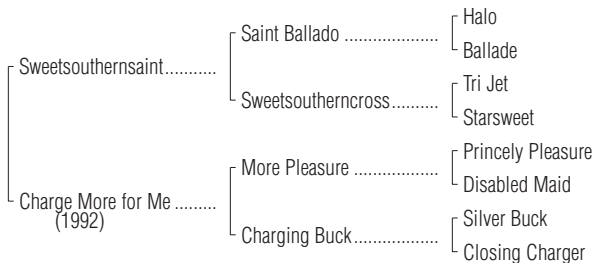 Halo
Saint Ballado ....................
Ballade
Sweetsouthernsaint...........
Tri Jet
Sweetsoutherncross..........
Starsweet
Princely Pleasure
More Pleasure ..................
Disabled Maid
Charge More for Me .........
(1992)
Silver Buck
Charging Buck..................
Closing Charger